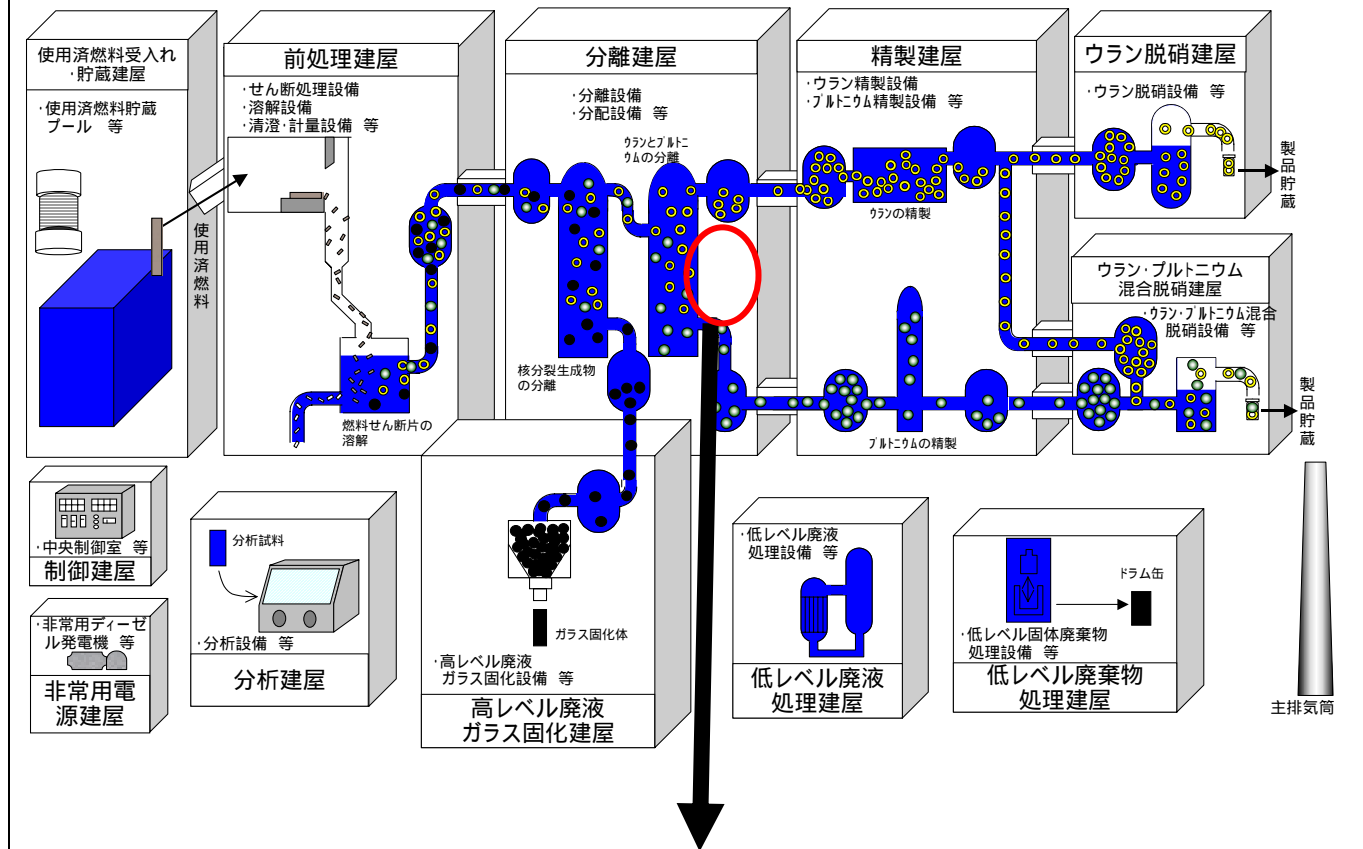 使用済燃料受入れ
・貯蔵建屋
・使用済燃料貯蔵
プール 等
使用済燃料
前処理建屋
・せん断処理設備
・溶解設備
・清澄・計量設備 等
燃料せん断片の
溶解
分離建屋
・分離設備
・分配設備 等
ウランとプルトニ
ウムの分離
核分裂生成物
の分離
精製建屋
・ウラン精製設備
・プルトニウム精製設備 等
ウランの精製
プルトニウムの精製
ウラン脱硝建屋
・ウラン脱硝設備 等
製品貯蔵
ウラン・プルトニウム
混合脱硝建屋
・ウラン・プルトニウム混合
脱硝設備 等
製品貯蔵
・中央制御室 等
制御建屋
・非常用ディーゼ
ル発電機 等
非常用電
源建屋
分析試料
・分析設備 等
分析建屋
ガラス固化体
・高レベル廃液
ガラス固化設備 等
高レベル廃液
ガラス固化建屋
・低レベル廃液
処理設備 等
低レベル廃液
処理建屋
ドラム缶
・低レベル固体廃棄物
処理設備 等
低レベル廃棄物
処理建屋
主排気筒